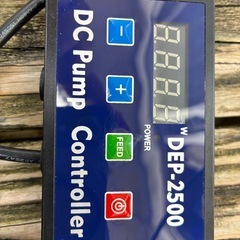 W
DEP-2500
POWER
−
+
FEED
DC Pump Controller